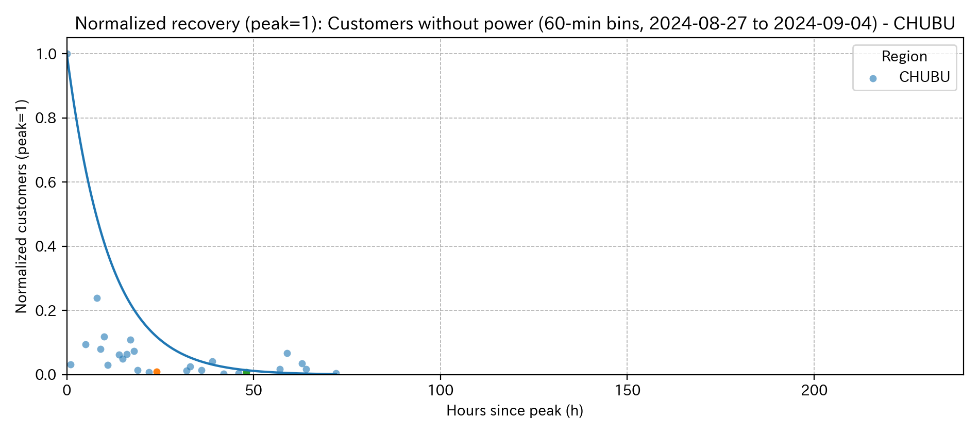 Normalized recovery (peak=1): Customers without power (60-min bins, 2024-08-27 to 2024-09-04) - CHUBU
Region
CHUBU
Normalized customers (peak=1)
1.0
0.8
0.6
0.4
0.2
0.0
0 50 100 150 200
Hours since peak (h)